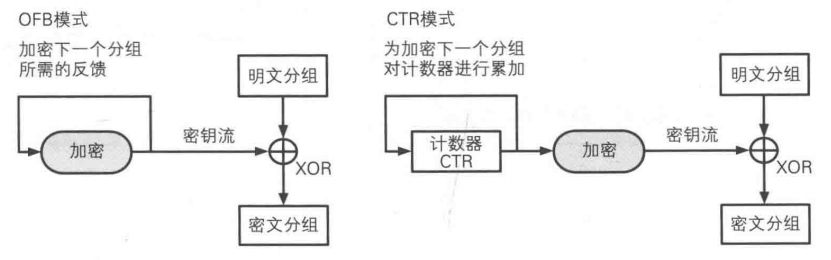 OFB模式
加密下一个分组
所需的反馈
明文分组
加密
密钥流
XOR
密文分组
CTR模式
为加密下一个分组
对计数器进行累加
明文分组
计数器
CTR
加密
密钥流
XOR
密文分组